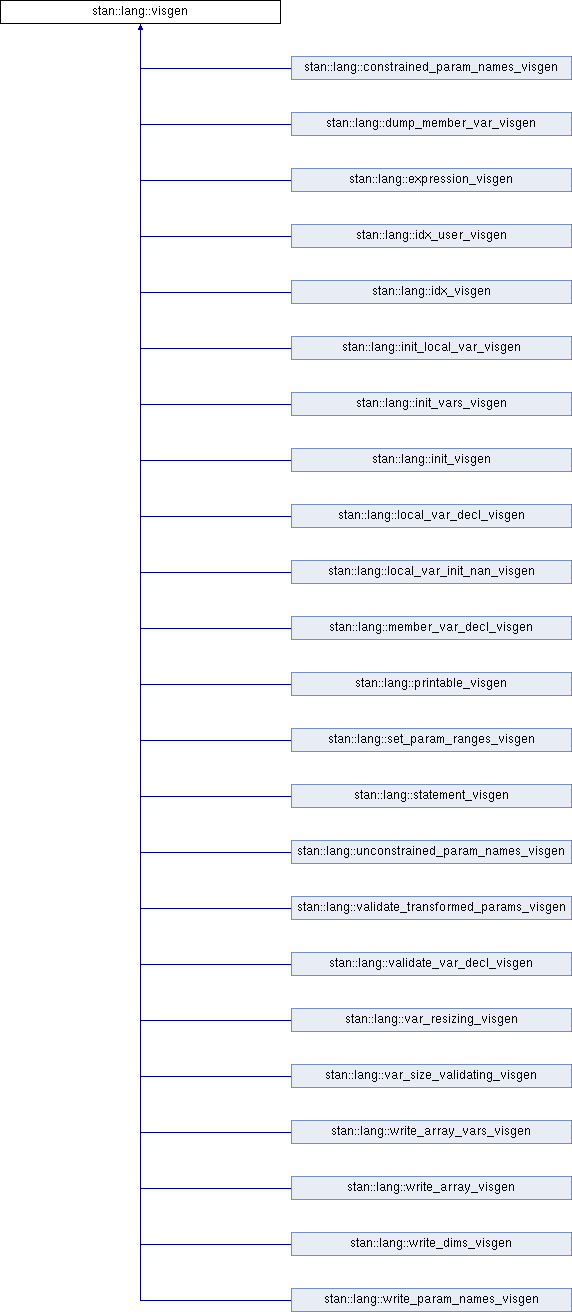 stan::lang::visgen
stan::lang::constrained_param_names_visgen
stan::lang::dump_member_var_visgen
stan::lang::expression_visgen
stan::lang::idx_user_visgen
stan::lang::idx_visgen
stan::lang::init_local_var_visgen
stan::lang::init_vars_visgen
stan::lang::init_visgen
stan::lang::local_var_decl_visgen
stan::lang::local_var_init_nan_visgen
stan::lang::member_var_decl_visgen
stan::lang::printable_visgen
stan::lang::set_param_ranges_visgen
stan::lang::statement_visgen
stan::lang::unconstrained_param_names_visgen
stan::lang::validate_transformed_params_visgen
stan::lang::validate_var_decl_visgen
stan::lang::var_resizing_visgen
stan::lang::var_size_validating_visgen
stan::lang::write_array_vars_visgen
stan::lang::write_array_visgen
stan::lang::write_dims_visgen
stan::lang::write_param_names_visgen